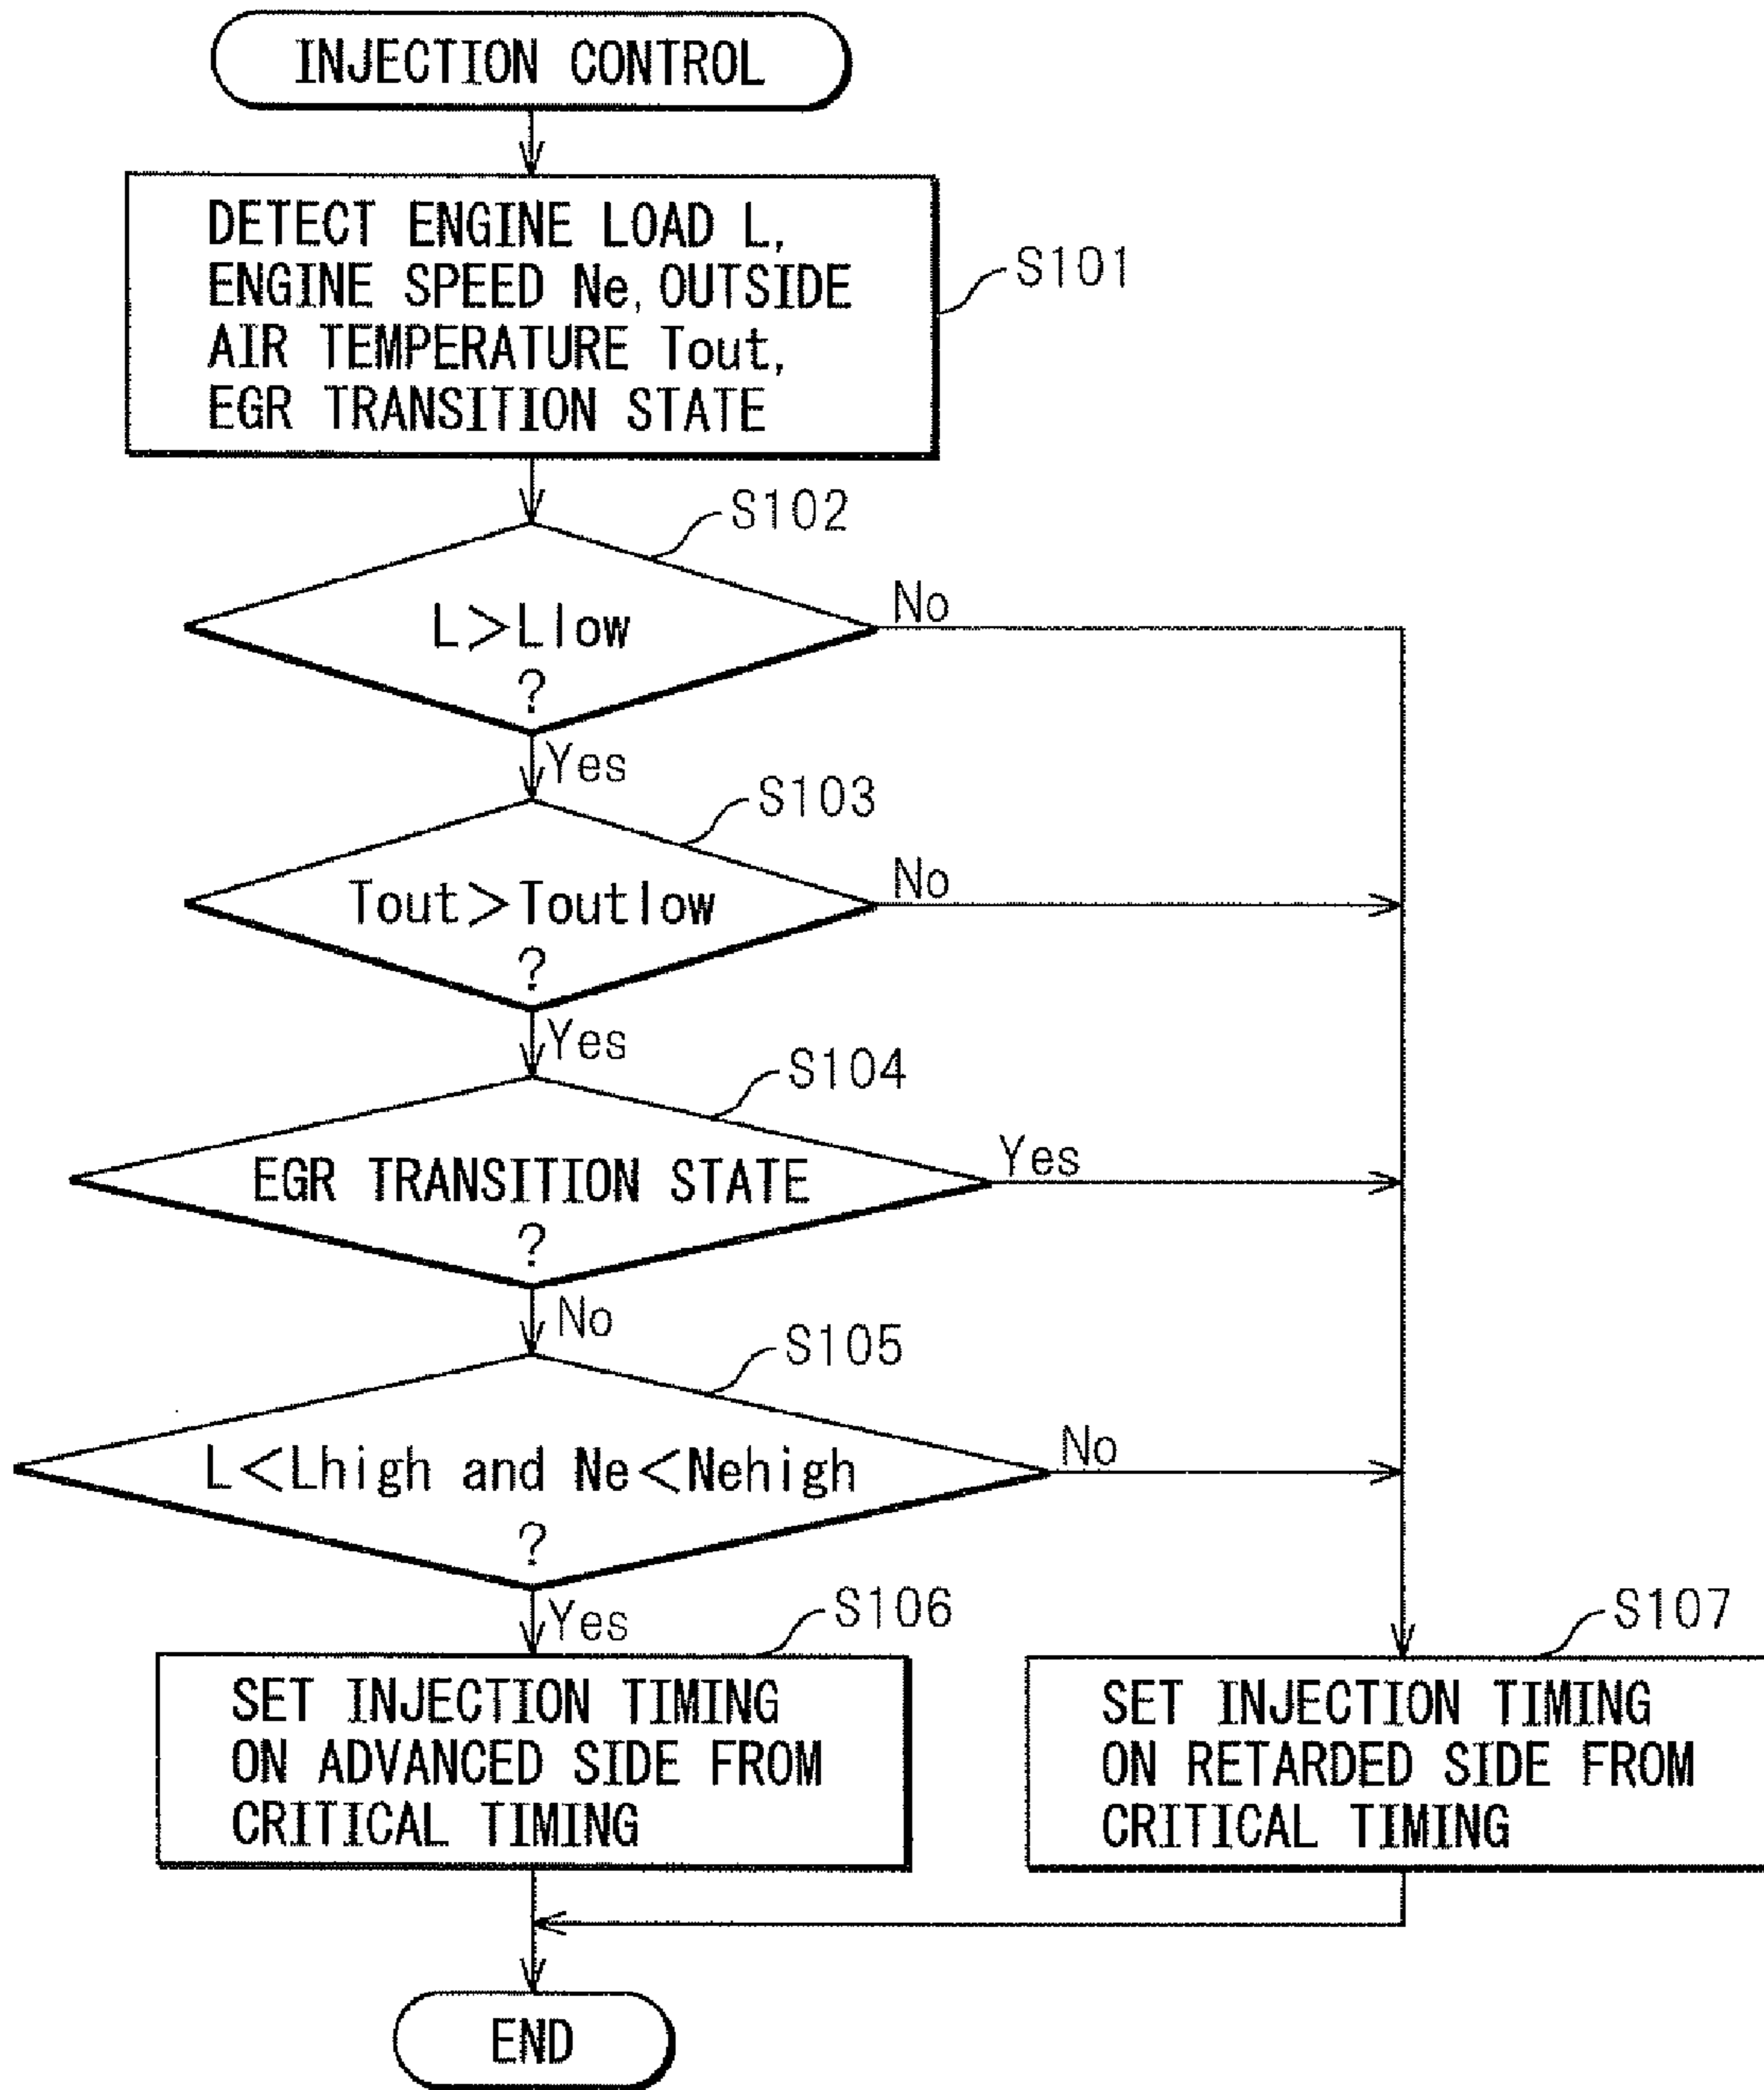 INJECTION CONTROL
DETECT ENGINE LOAD L,
ENGINE SPEED Ne, OUTSIDE
AIR TEMPERATURE Tout,
EGR TRANSITION STATE
S101
S102
L>Llow
?
No
Yes
S103
Tout>Toutlow
?
No
Yes
S104
EGR TRANSITION STATE
?
Yes
No
S105
L<Lhigh and Ne<Nehigh
?
No
Yes
S106
SET INJECTION TIMING
ON ADVANCED SIDE FROM
CRITICAL TIMING
S107
SET INJECTION TIMING
ON RETARDED SIDE FROM
CRITICAL TIMING
END